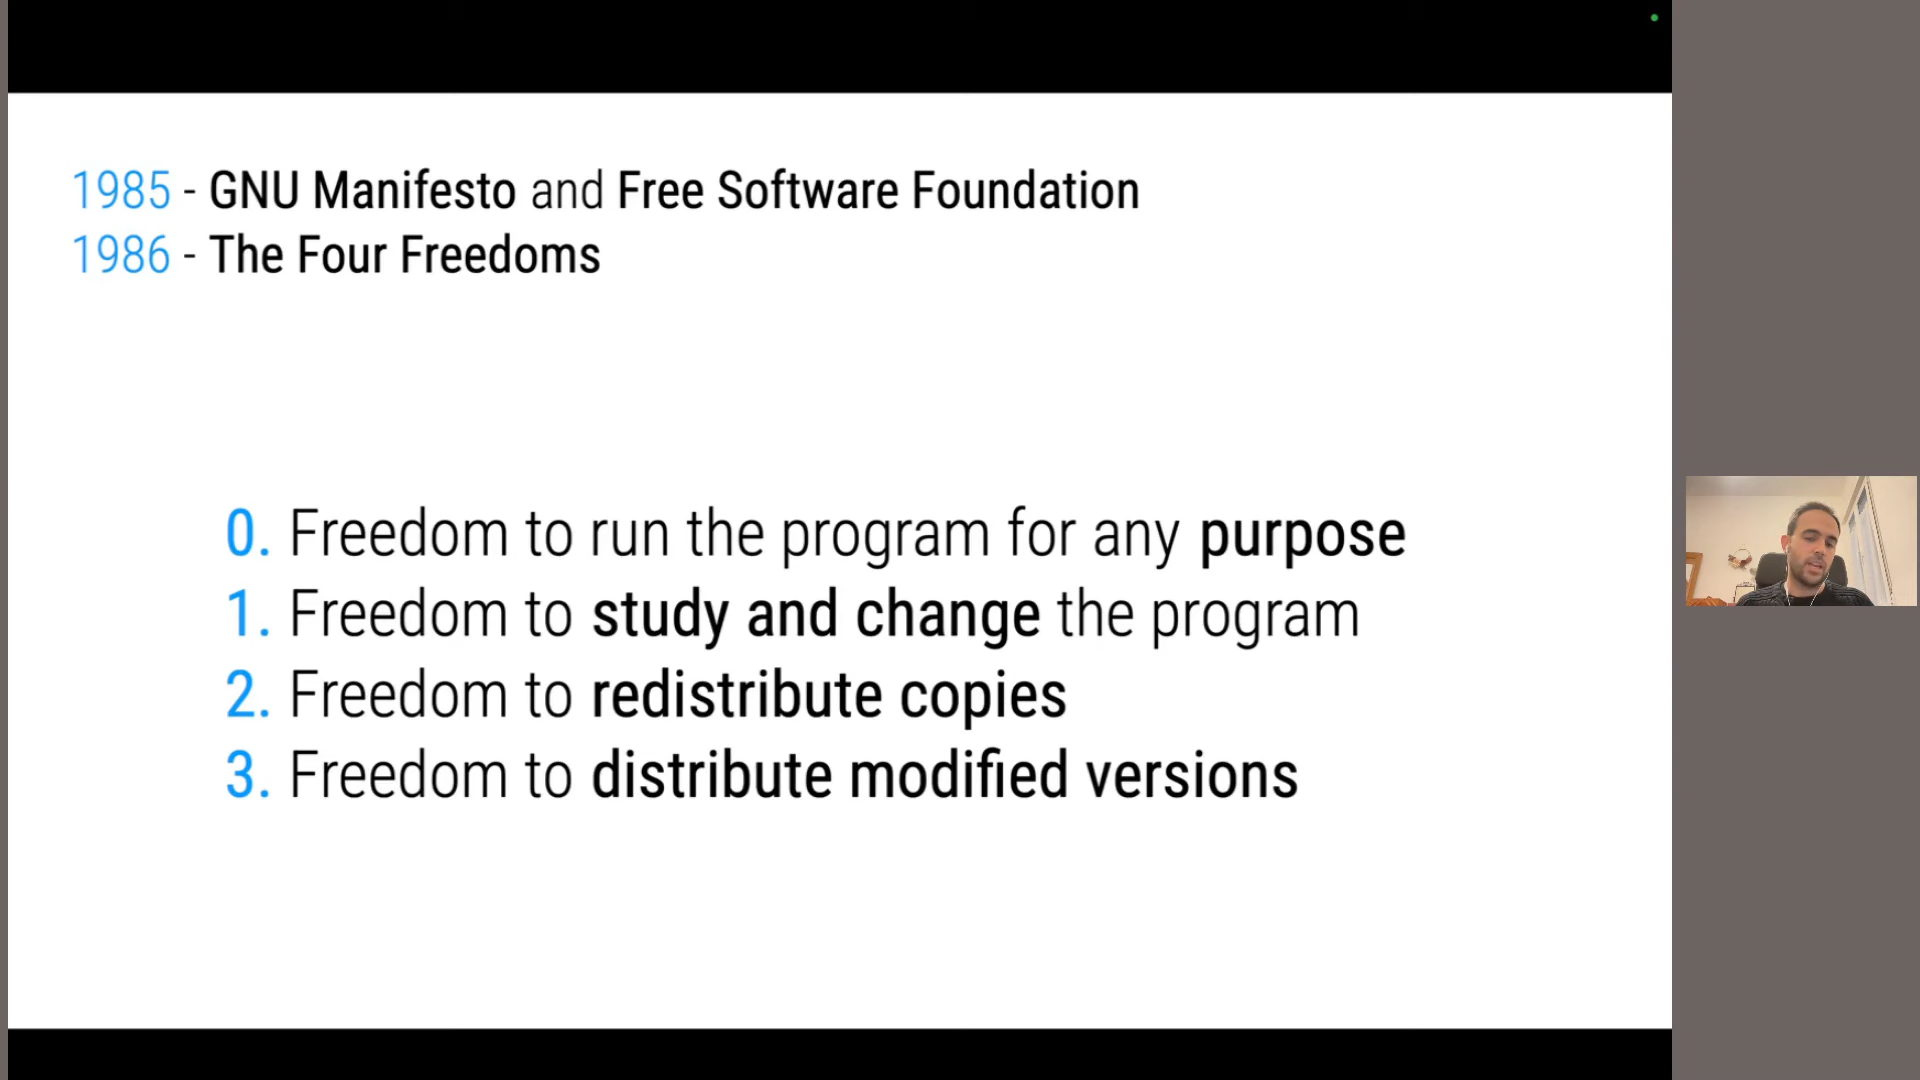 1985 - GNU Manifesto and Free Software Foundation
1986 - The Four Freedoms
0. Freedom to run the program for any purpose
1. Freedom to study and change the program
2. Freedom to redistribute copies
3. Freedom to distribute modified versions